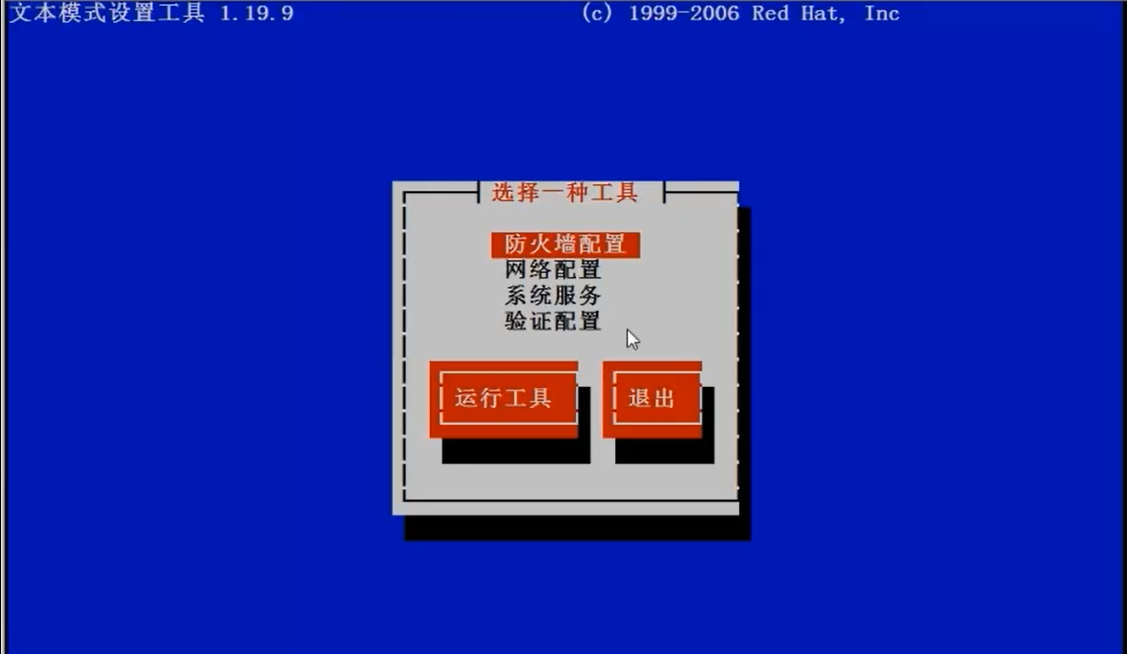 文本模式设置工具 1.19.9 (c) 1999-2006 Red Hat, Inc
选择一种工具
防火墙配置
网络配置
系统服务
验证配置
运行工具 退出